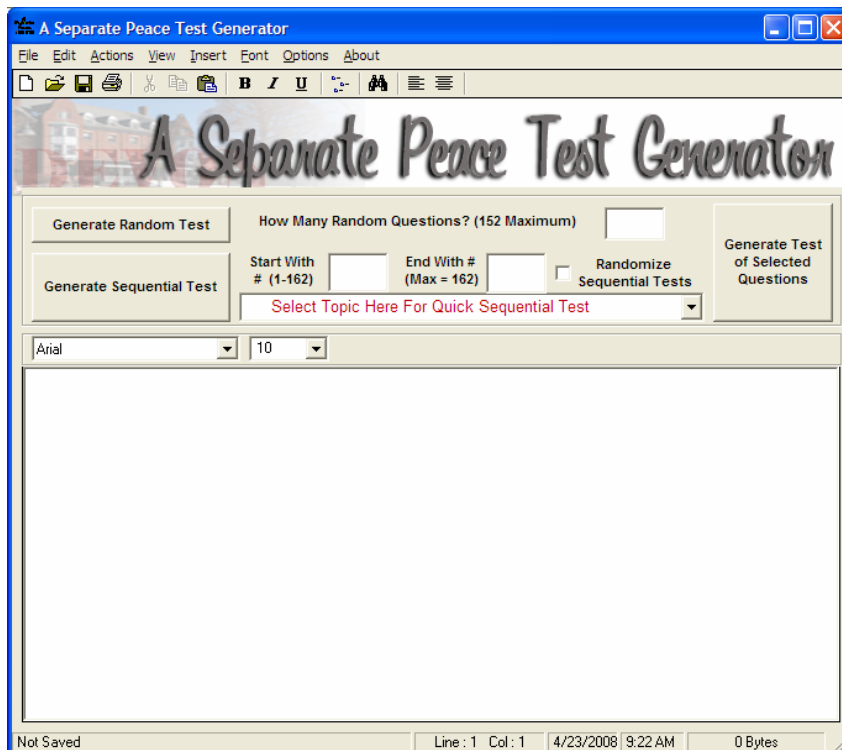 A Separate Peace Test Generator
File Edit Actions View Insert Font Options About
B I U
A Separate Peace Test Generator
Generate Random Test
How Many Random Questions? (152 Maximum)
Generate Sequential Test
Start With
# (1-162)
End With #
(Max = 162)
Randomize
Sequential Tests
Generate Test
of Selected
Questions
Select Topic Here For Quick Sequential Test
Arial 10
Not Saved Line : 1 Col : 1 4/23/2008 9:22 AM 0 Bytes